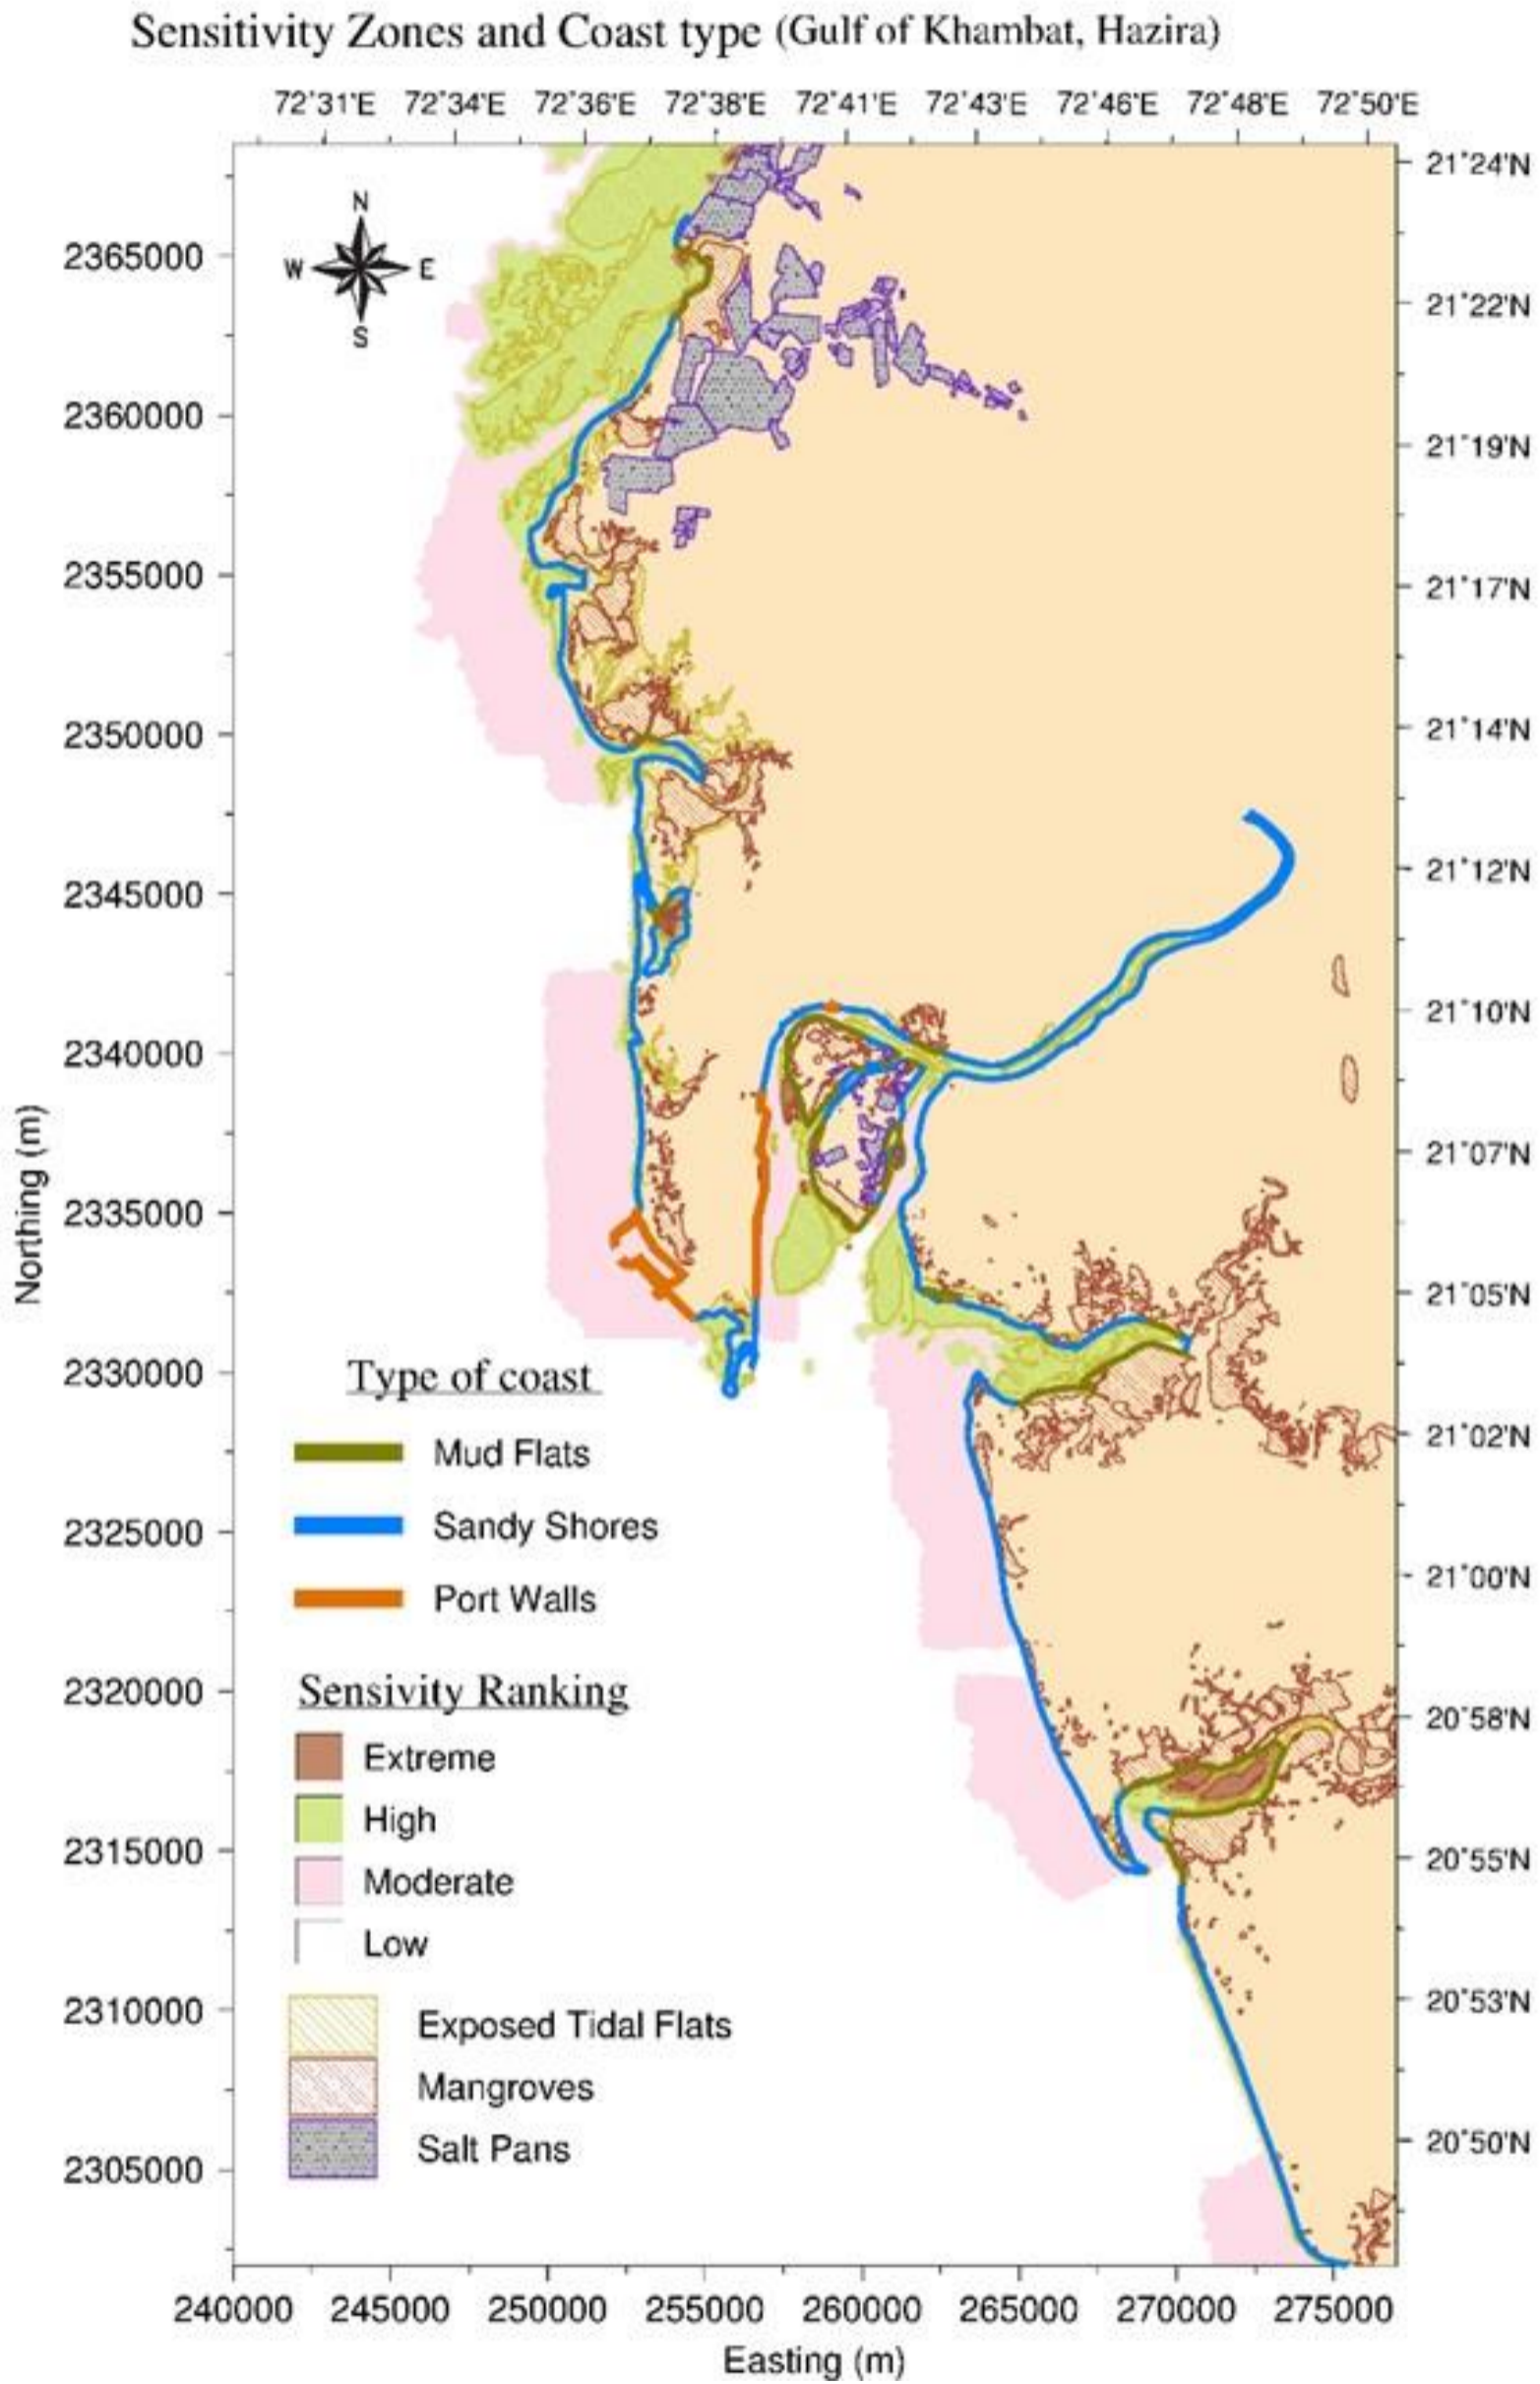 Sensitivity Zones and Coast type (Gulf of Khambat, Hazira)
72°31'E 72°34'E 72°36'E 72°38'E 72°41'E 72°43'E 72°46'E 72°48'E 72°50'E
21°24'N
N
W E
S
2365000
21°22'N
2360000
21°19'N
2355000
21°17'N
2350000
21°14'N
2345000
21°12'N
2340000
21°10'N
Northing (m)
21°07'N
2335000
21°05'N
2330000
Type of coast
21°02'N
Mud Flats
2325000
Sandy Shores
21°00'N
Port Walls
2320000
Sensivity Ranking
20°58'N
Extreme
High
2315000
20°55'N
Moderate
Low
2310000
20°53'N
Exposed Tidal Flats
Mangroves
Salt Pans
20°50'N
2305000
240000 245000 250000 255000 260000 265000 270000 275000
Easting (m)